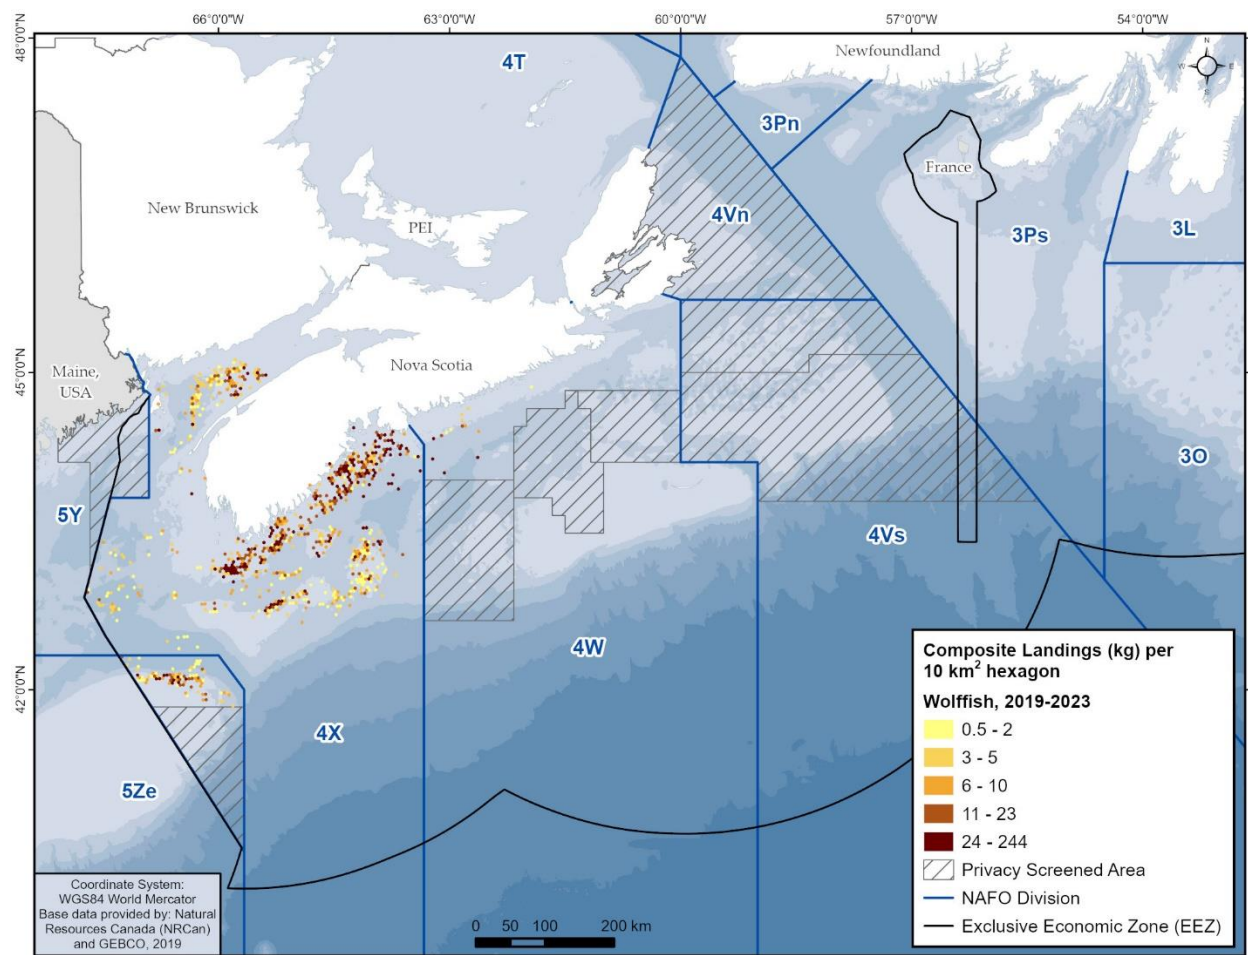 66°0'0"W
63°0'0"W
60°0'0"W
57°0'0"W
54°0'0"W
48°0'0"N
45°0'0"N
42°0'0"N
N
W
E
S
4T
Newfoundland
3Pn
France
New Brunswick
PEI
4Vn
3Ps
3L
Maine,
USA
Nova Scotia
3O
5Y
4Vs
4W
4X
5Ze
Composite Landings (kg) per
10 km² hexagon
Wolffish, 2019-2023
0.5 - 2
3 - 5
6 - 10
11 - 23
24 - 244
Privacy Screened Area
NAFO Division
Exclusive Economic Zone (EEZ)
Coordinate System:
WGS84 World Mercator
Base data provided by: Natural
Resources Canada (NRCan)
and GEBCO, 2019
0 50 100 200 km